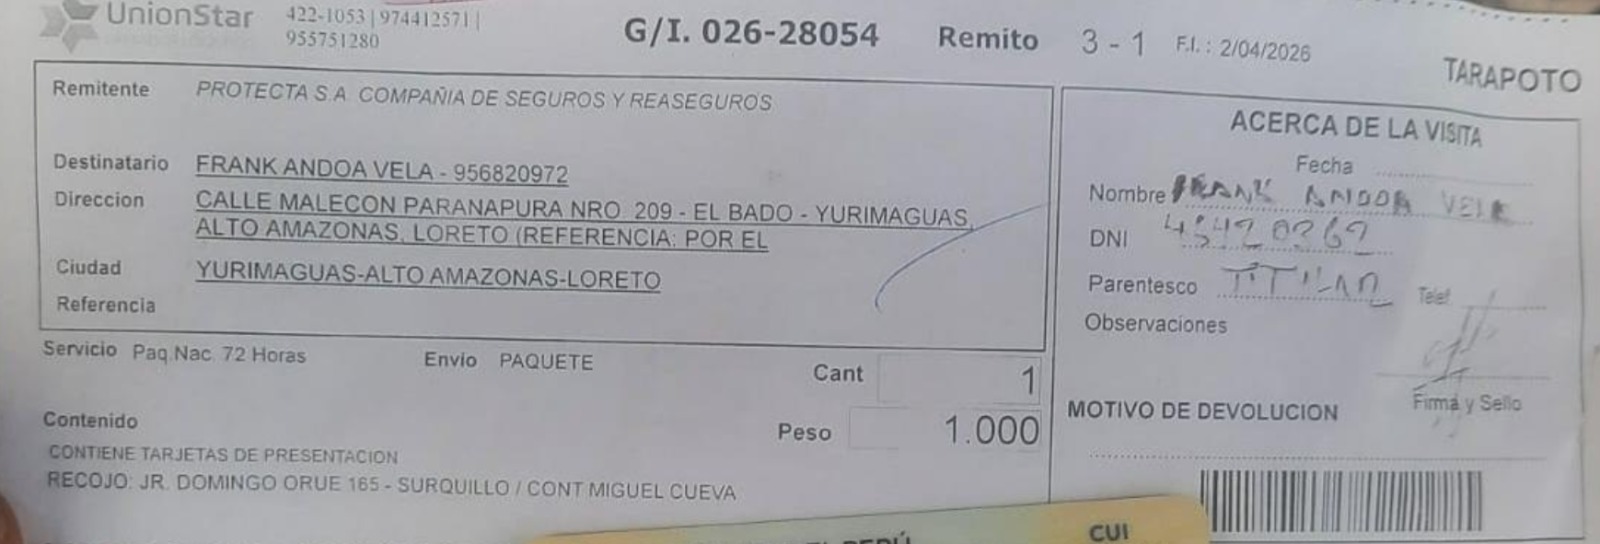 UnionStar
422-1053 | 974412571 |
955751280
G/I. 026-28054 Remito 3 - 1 F.I. : 2/04/2026
TARAPOTO
Remitente PROTECTA S.A COMPAÑIA DE SEGUROS Y REASEGUROS
Destinatario FRANK ANDOA VELA - 956820972
Direccion CALLE MALECON PARANAPURA NRO. 209 - EL BADO - YURIMAGUAS,
ALTO AMAZONAS, LORETO (REFERENCIA: POR EL
Ciudad YURIMAGUAS-ALTO AMAZONAS-LORETO
Referencia
Servicio Paq.Nac. 72 Horas Envio PAQUETE Cant 1
Peso 1.000
Contenido
CONTIENE TARJETAS DE PRESENTACION
RECOJO: JR. DOMINGO ORUE 165 - SURQUILLO / CONT MIGUEL CUEVA
ACERCA DE LA VISITA
Fecha
Nombre FRANK ANDOA VELA
DNI
Parentesco TITULAR Telef
Observaciones
Firma y Sello
MOTIVO DE DEVOLUCION
PERÚ
CUI